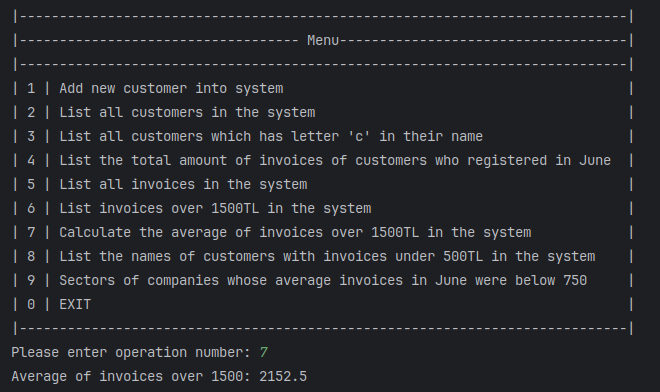 |----------------------------------------------------------------------------|
|----------------------------------- Menu------------------------------------|
|----------------------------------------------------------------------------|
| 1 | Add new customer into system                                           |
| 2 | List all customers in the system                                       |
| 3 | List all customers which has letter 'c' in their name                  |
| 4 | List the total amount of invoices of customers who registered in June  |
| 5 | List all invoices in the system                                        |
| 6 | List invoices over 1500TL in the system                                |
| 7 | Calculate the average of invoices over 1500TL in the system            |
| 8 | List the names of customers with invoices under 500TL in the system    |
| 9 | Sectors of companies whose average invoices in June were below 750     |
| 0 | EXIT                                                                   |
|----------------------------------------------------------------------------|
Please enter operation number: 7
Average of invoices over 1500: 2152.5